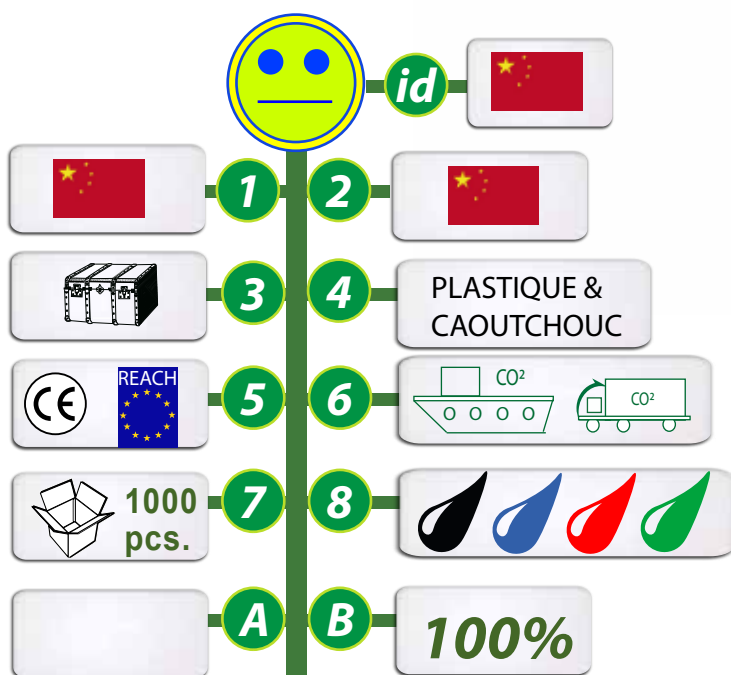 id
1
2
3
4
PLASTIQUE &
CAOUTCHOUC
CE
REACH
5
6
CO²
CO²
1000
pcs.
7
8
A
B
100%